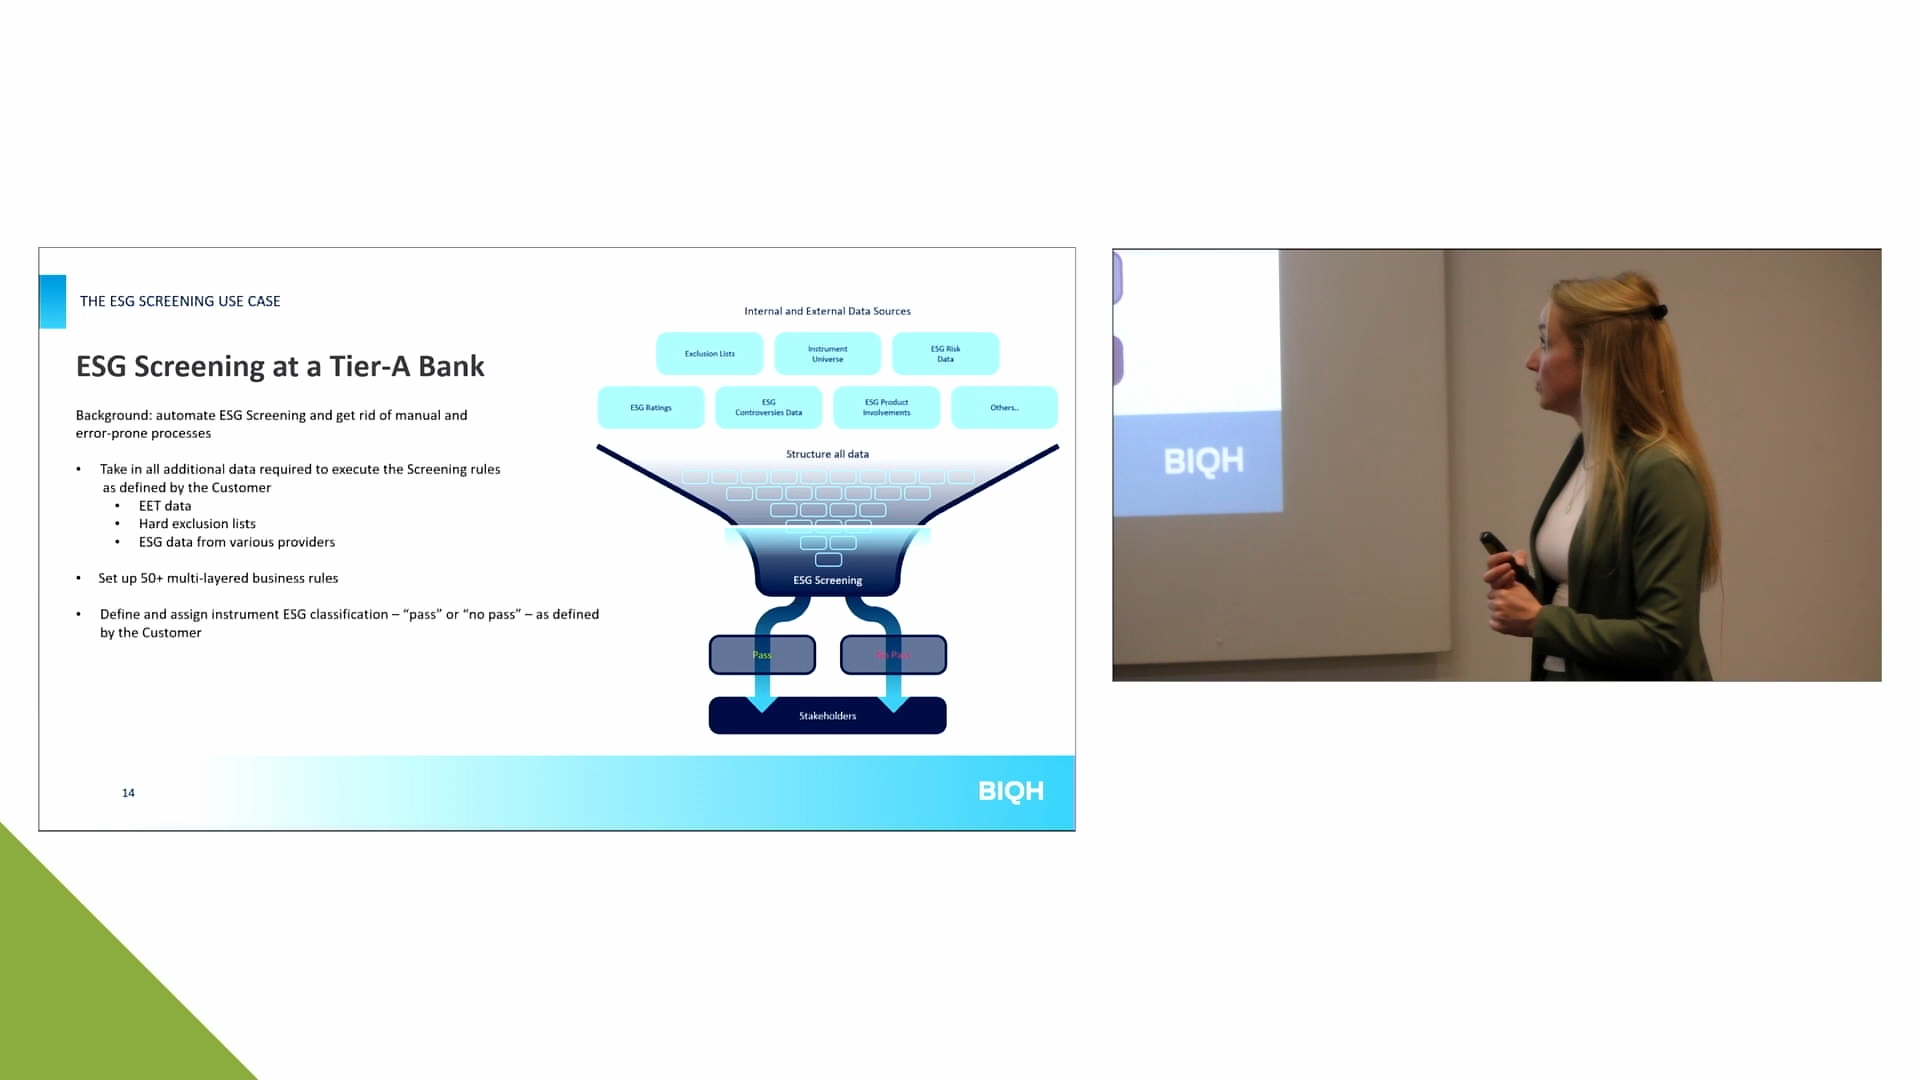 THE ESG SCREENING USE CASE
ESG Screening at a Tier-A Bank
Background: automate ESG Screening and get rid of manual and
error-prone processes
• Take in all additional data required to execute the Screening rules
as defined by the Customer
• EET data
• Hard exclusion lists
• ESG data from various providers
• Set up 50+ multi-layered business rules
• Define and assign instrument ESG classification – “pass” or “no pass” – as defined
by the Customer
Internal and External Data Sources
Exclusion Lists
Instrument
Universe
ESG Risk
Data
ESG Ratings
ESG
Controversies Data
ESG Product
Involvements
Others..
Structure all data
ESG Screening
Pass
No Pass
Stakeholders
14
BIQH
BIQH